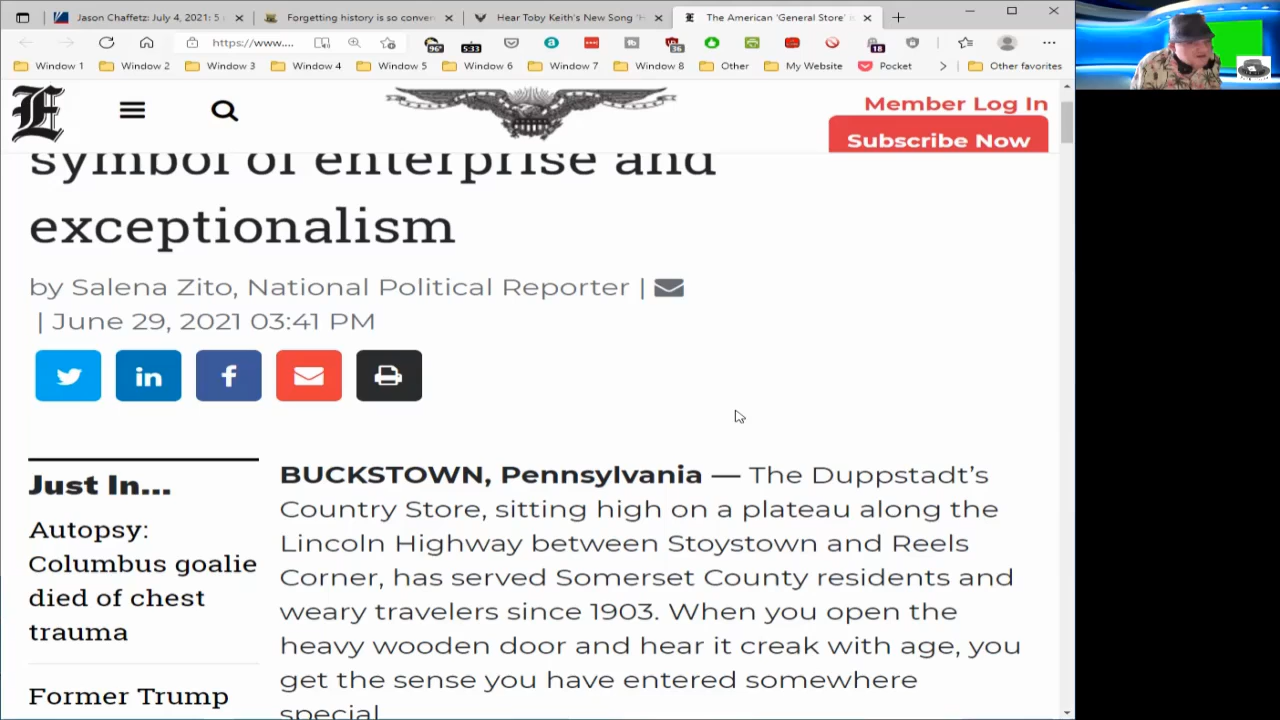 Jason Chaffetz: July 4, 2021: 5
Forgetting history is so conver
Hear Toby Keith's New Song 'H
The American 'General Store' i
https://www....
96°
5:33
36
18
Window 1
Window 2
Window 3
Window 4
Window 5
Window 6
Window 7
Window 8
Other
My Website
Pocket
Other favorites
E
Member Log In
Subscribe Now
symbol of enterprise and
exceptionalism
by Salena Zito, National Political Reporter |
| June 29, 2021 03:41 PM
Just In...
Autopsy:
Columbus goalie
died of chest
trauma
Former Trump
BUCKSTOWN, Pennsylvania — The Duppstadt's
Country Store, sitting high on a plateau along the
Lincoln Highway between Stoystown and Reels
Corner, has served Somerset County residents and
weary travelers since 1903. When you open the
heavy wooden door and hear it creak with age, you
get the sense you have entered somewhere
special